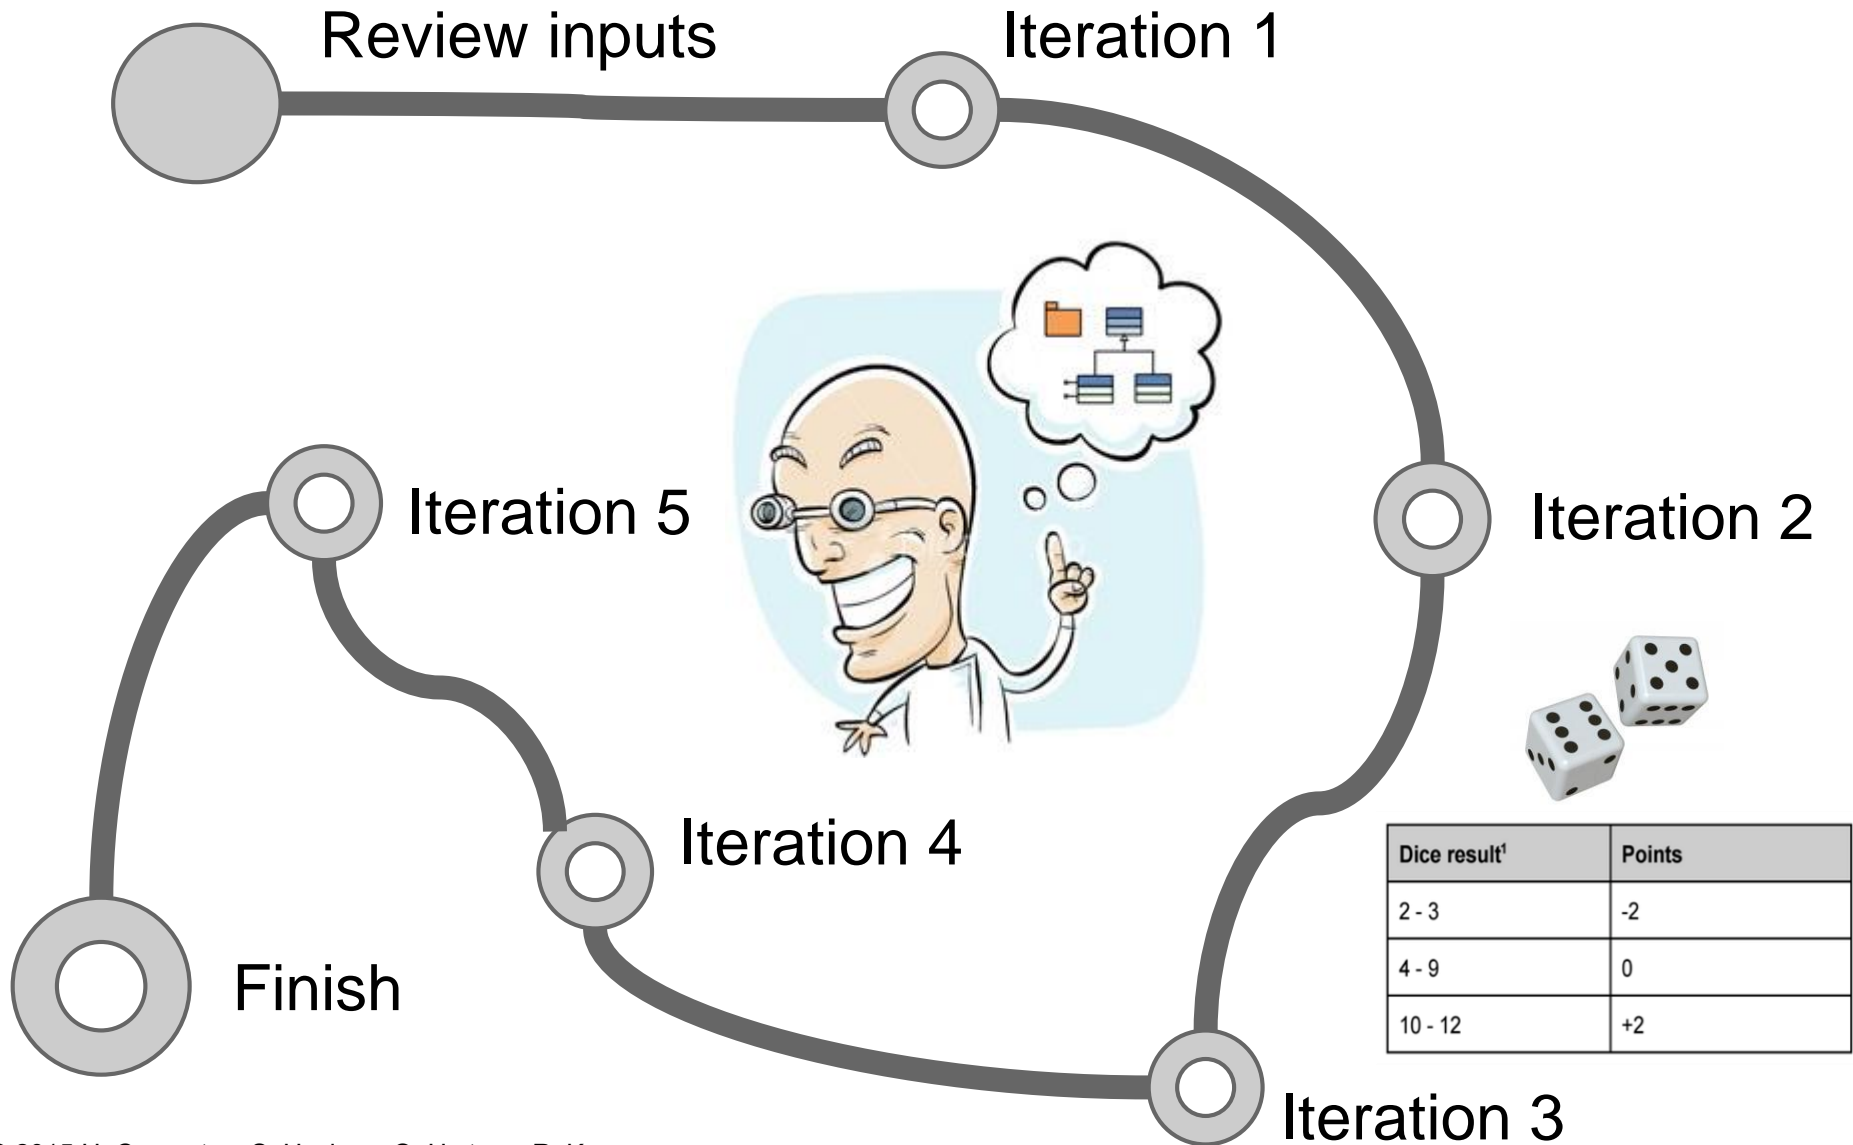 Review inputs
Iteration 1
Iteration 2
Iteration 5
Iteration 4
Dice result¹ Points
2 - 3 -2
4 - 9 0
10 - 12 +2
Finish
Iteration 3